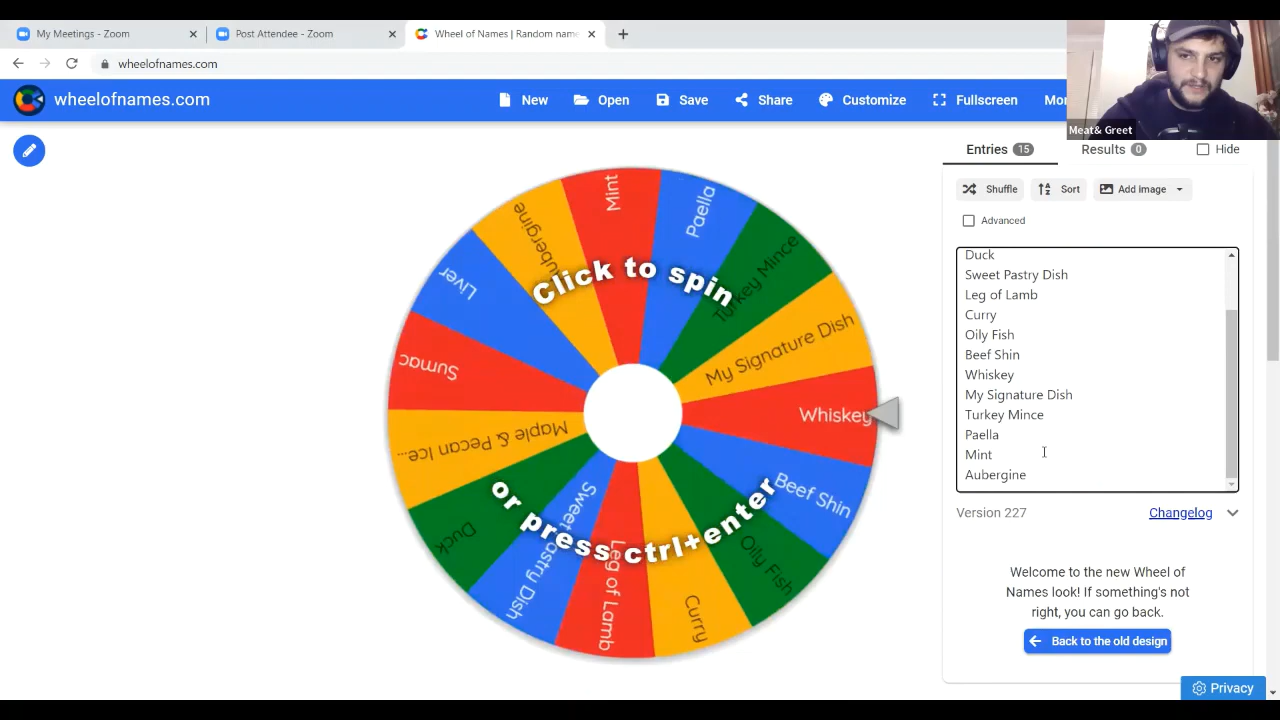 My Meetings - Zoom
Post Attendee - Zoom
Wheel of Names | Random name
wheelofnames.com
wheelofnames.com
New
Open
Save
Share
Customize
Fullscreen
Mor
Meat& Greet
Entries 15
Results 0
Hide
Shuffle
Sort
Add image
Advanced
Duck
Sweet Pastry Dish
Leg of Lamb
Curry
Oily Fish
Beef Shin
Whiskey
My Signature Dish
Turkey Mince
Paella
Mint
Aubergine
Version 227
Changelog
Welcome to the new Wheel of
Names look! If something's not
right, you can go back.
Back to the old design
Privacy
Click to spin
or press ctrl+enter
Mint
Paella
Turkey Mince
My Signature Dish
Whiskey
Beef Shin
Oily Fish
Curry
Leg of Lamb
Sweet Pastry Dish
Duck
Maple & Pecan Ice...
Sumac
Liver
Aubergine